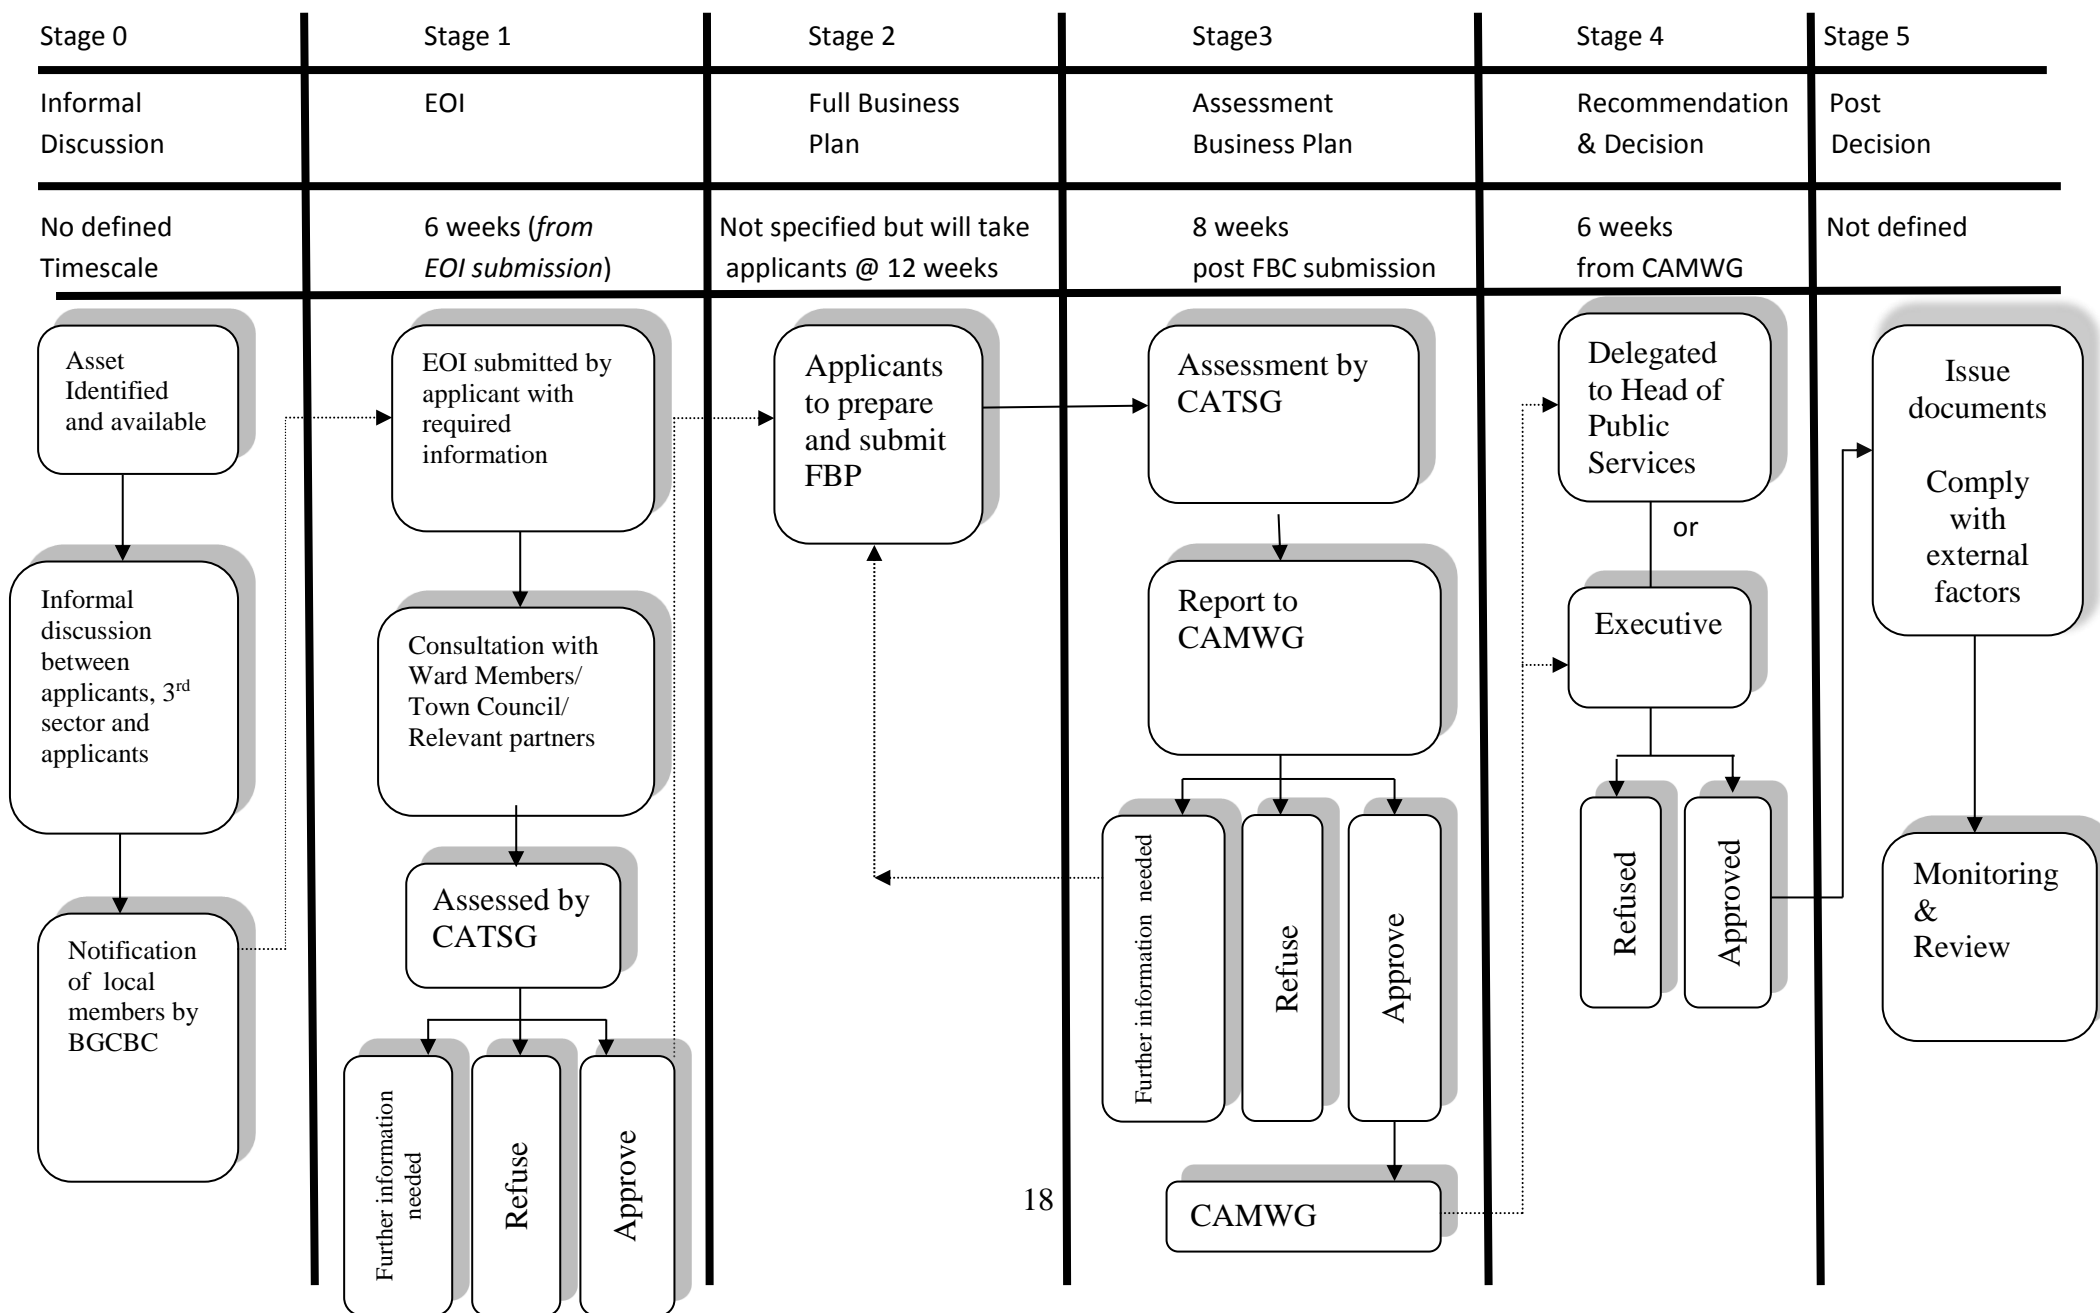 Stage 0
Stage 1
Stage 2
Stage3
Stage 4
Stage 5
Informal
Discussion
EOI
Full Business
Plan
Assessment
Business Plan
Recommendation
& Decision
Post
Decision
No defined
Timescale
6 weeks (from
EOI submission)
Not specified but will take
applicants @ 12 weeks
8 weeks
post FBC submission
6 weeks
from CAMWG
Not defined
Asset
Identified
and available
Informal
discussion
between
applicants, 3rd
sector and
applicants
Notification
of local
members by
BGCBC
EOI submitted by
applicant with
required
information
Consultation with
Ward Members/
Town Council/
Relevant partners
Assessed by
CATSG
Further information
needed
Refuse
Approve
Applicants
to prepare
and submit
FBP
Assessment by
CATSG
Report to
CAMWG
Further information needed
Refuse
Approve
CAMWG
Delegated
to Head of
Public
Services
or
Executive
Refused
Approved
Issue
documents
Comply
with
external
factors
Monitoring
&
Review
18